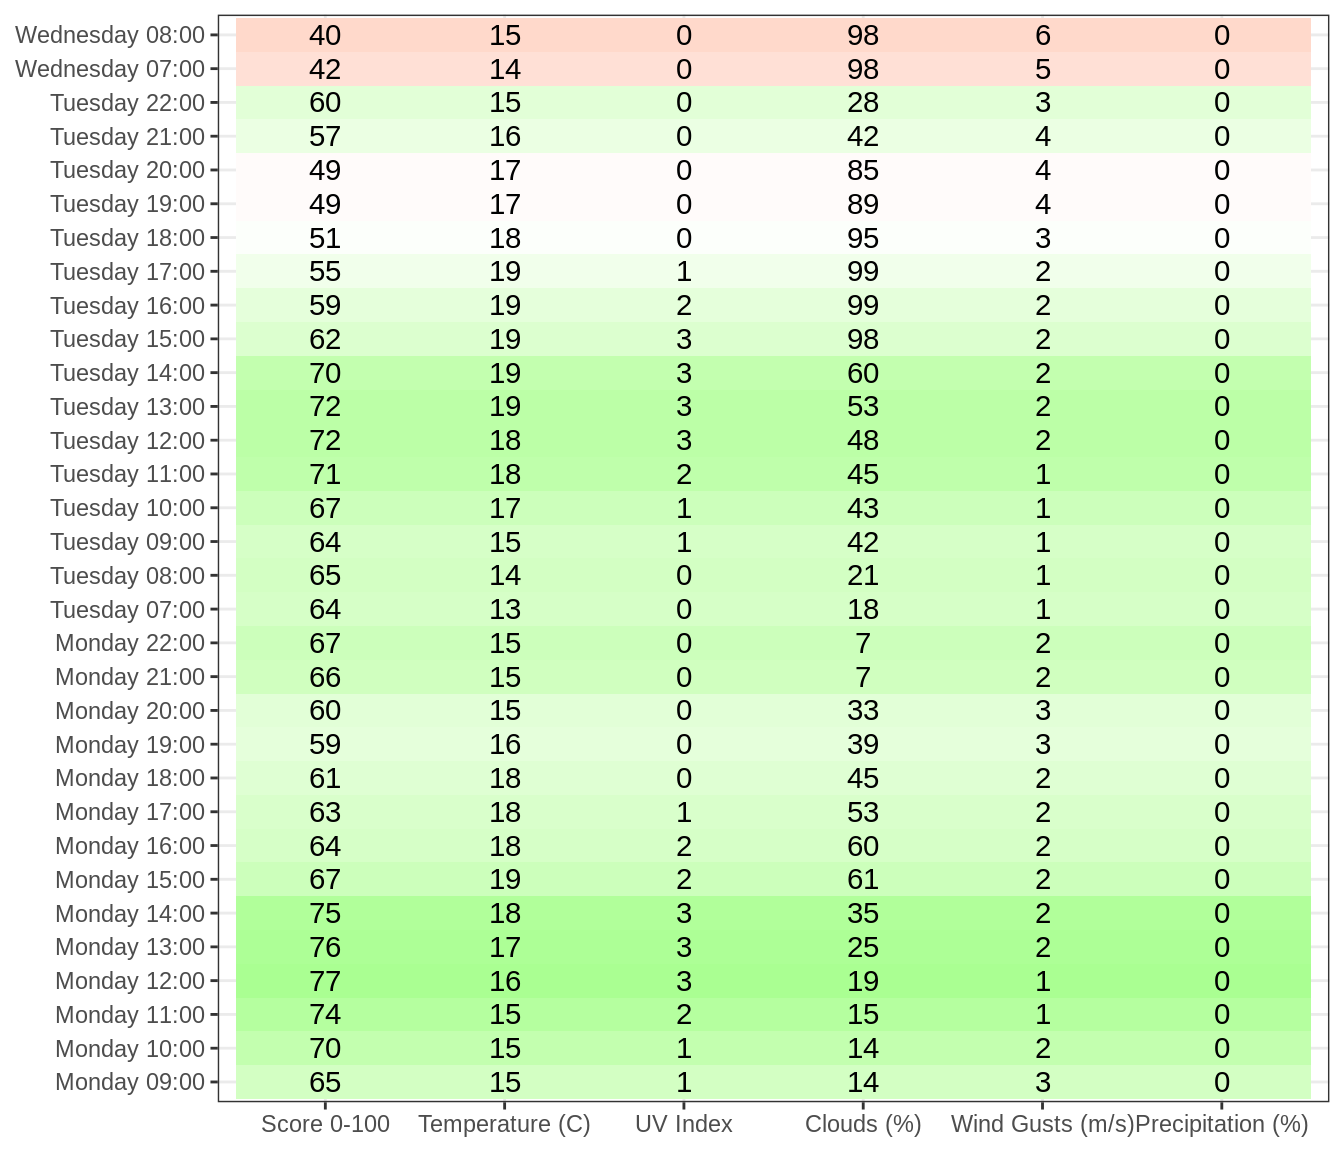 Wednesday 08:00 40 15 0 98 6 0
Wednesday 07:00 42 14 0 98 5 0
Tuesday 22:00 60 15 0 28 3 0
Tuesday 21:00 57 16 0 42 4 0
Tuesday 20:00 49 17 0 85 4 0
Tuesday 19:00 49 17 0 89 4 0
Tuesday 18:00 51 18 0 95 3 0
Tuesday 17:00 55 19 1 99 2 0
Tuesday 16:00 59 19 2 99 2 0
Tuesday 15:00 62 19 3 98 2 0
Tuesday 14:00 70 19 3 60 2 0
Tuesday 13:00 72 19 3 53 2 0
Tuesday 12:00 72 18 3 48 2 0
Tuesday 11:00 71 18 2 45 1 0
Tuesday 10:00 67 17 1 43 1 0
Tuesday 09:00 64 15 1 42 1 0
Tuesday 08:00 65 14 0 21 1 0
Tuesday 07:00 64 13 0 18 1 0
Monday 22:00 67 15 0 7 2 0
Monday 21:00 66 15 0 7 2 0
Monday 20:00 60 15 0 33 3 0
Monday 19:00 59 16 0 39 3 0
Monday 18:00 61 18 0 45 2 0
Monday 17:00 63 18 1 53 2 0
Monday 16:00 64 18 2 60 2 0
Monday 15:00 67 19 2 61 2 0
Monday 14:00 75 18 3 35 2 0
Monday 13:00 76 17 3 25 2 0
Monday 12:00 77 16 3 19 1 0
Monday 11:00 74 15 2 15 1 0
Monday 10:00 70 15 1 14 2 0
Monday 09:00 65 15 1 14 3 0
Score 0-100 Temperature (C) UV Index Clouds (%) Wind Gusts (m/s) Precipitation (%)